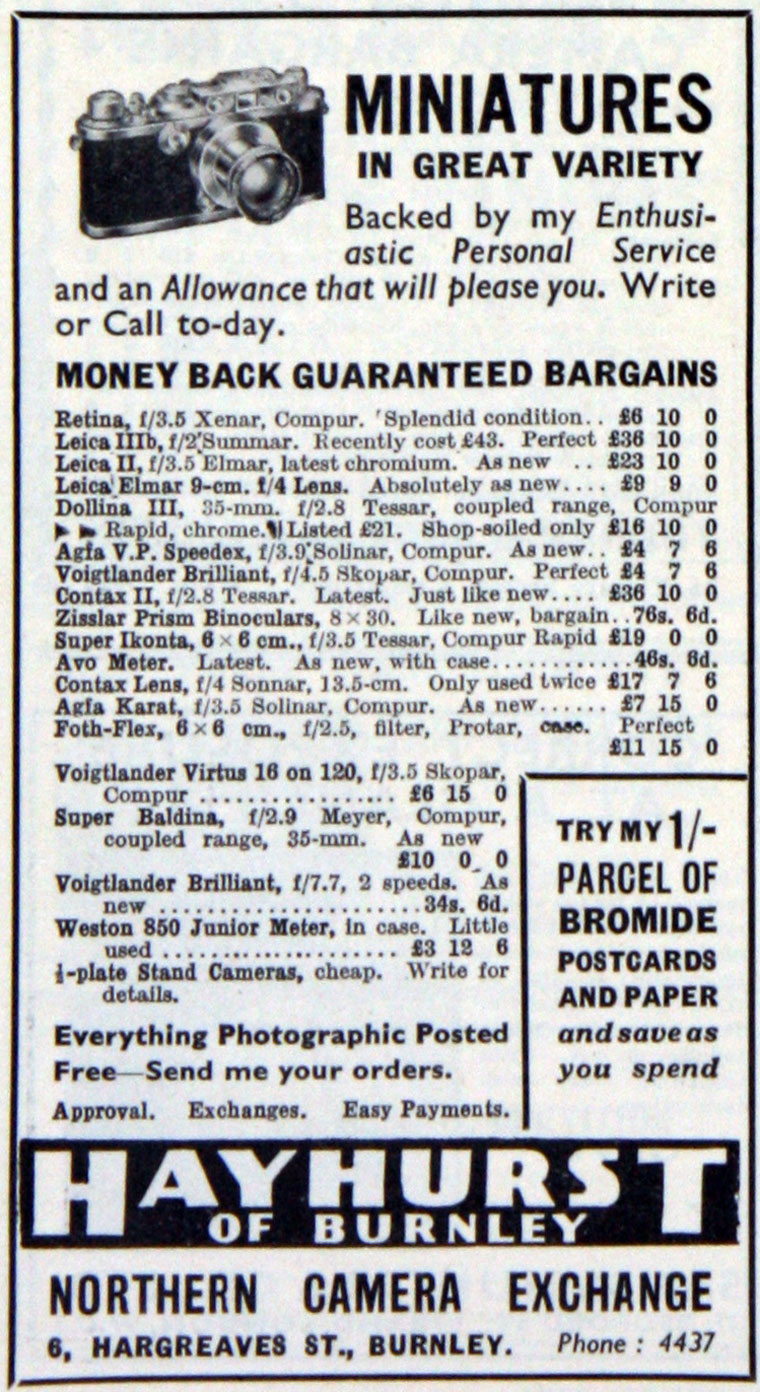 MINIATURES
IN GREAT VARIETY
Backed by my Enthusi-
astic Personal Service
and an Allowance that will please you. Write
or Call to-day.
MONEY BACK GUARANTEED BARGAINS
Retina, f/3.5 Xenar, Compur. Splendid condition.. £6 10 0
Leica IIIb, f/2 Summar. Recently cost £43. Perfect £36 10 0
Leica II, f/3.5 Elmar, latest chromium. As new .. £23 10 0
Leica Elmar 9-cm. f/4 Lens. Absolutely as new.... £9 9 0
Dollina III, 35-mm. f/2.8 Tessar, coupled range, Compur
Rapid, chrome. Listed £21. Shop-soiled only £16 10 0
Agfa V.P. Speedex, f/3.9 Solinar, Compur. As new.. £4 7 6
Voigtlander Brilliant, f/4.5 Skopar, Compur. Perfect £4 7 6
Contax II, f/2.8 Tessar. Latest. Just like new.... £36 10 0
Zisslar Prism Binoculars, 8 × 30. Like new, bargain..76s. 6d.
Super Ikonta, 6 × 6 cm., f/3.5 Tessar, Compur Rapid £19 0 0
Avo Meter. Latest. As new, with case.............46s. 6d.
Contax Lens, f/4 Sonnar, 13.5-cm. Only used twice £17 7 6
Agfa Karat, f/3.5 Solinar, Compur. As new...... £7 15 0
Foth-Flex, 6×6 cm., f/2.5, filter, Protar, case. Perfect
£11 15 0
Voigtlander Virtus 16 on 120, f/3.5 Skopar,
Compur ................. £6 15 0
Super Baldina, f/2.9 Meyer, Compur,
coupled range, 35-mm. As new
£10 0 0
Voigtlander Brilliant, f/7.7, 2 speeds. As
new ......................34s. 6d.
Weston 850 Junior Meter, in case. Little
used .................... £3 12 6
-plate Stand Cameras, cheap. Write for
details.
Everything Photographic Posted
Free—Send me your orders.
Approval. Exchanges. Easy Payments.
TRY MY 1/-
PARCEL OF
BROMIDE
POSTCARDS
AND PAPER
and save as
you spend
HAYHURST
OF BURNLEY
NORTHERN CAMERA EXCHANGE
6, HARGREAVES ST., BURNLEY. Phone : 4437